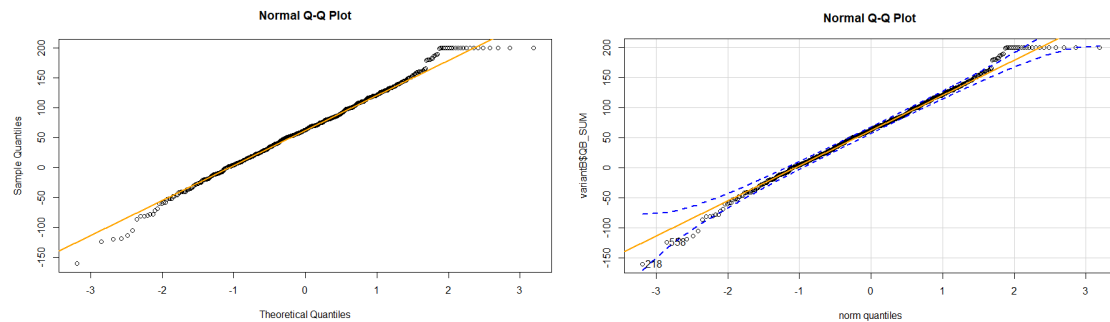 Normal Q-Q Plot
Sample Quantiles
200
150
100
50
0
-50
-100
-150
-3 -2 -1 0 1 2 3
Theoretical Quantiles
Normal Q-Q Plot
variantB$QB_SUM
200
150
100
50
0
-50
-100
-150
558
218
-3 -2 -1 0 1 2 3
norm quantiles